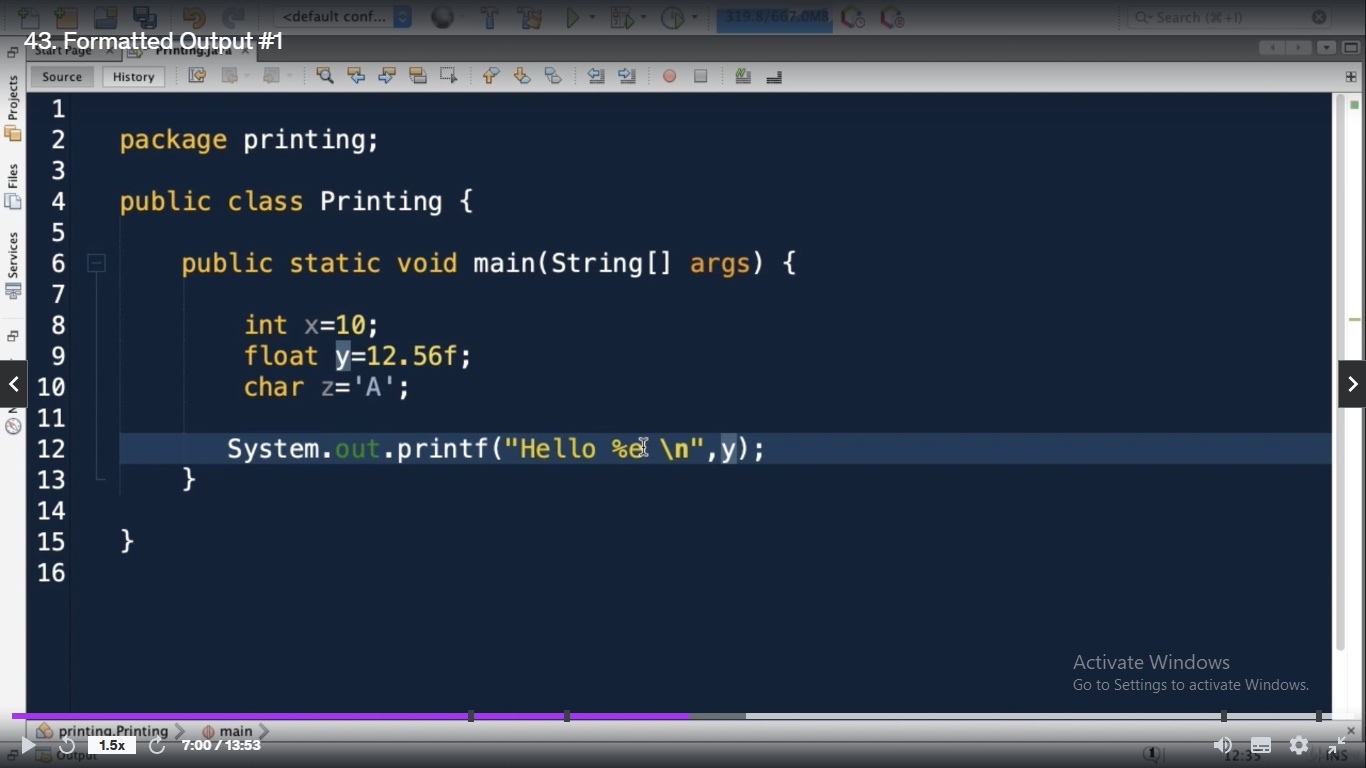 <default conf...
319.8/667.0MB
Search (⌘+I)
43. Formatted Output #1
Start Page
Printing.java
Source
History
Projects
Files
Services
1
2 package printing;
3
4 public class Printing {
5
6 public static void main(String[] args) {
7
8 int x=10;
9 float y=12.56f;
10 char z='A';
11
12 System.out.printf("Hello %e \n",y);
13 }
14
15 }
16
Activate Windows
Go to Settings to activate Windows.
printing.Printing
main
1.5x
7:00 / 13:53
Output
1
12:35
INS